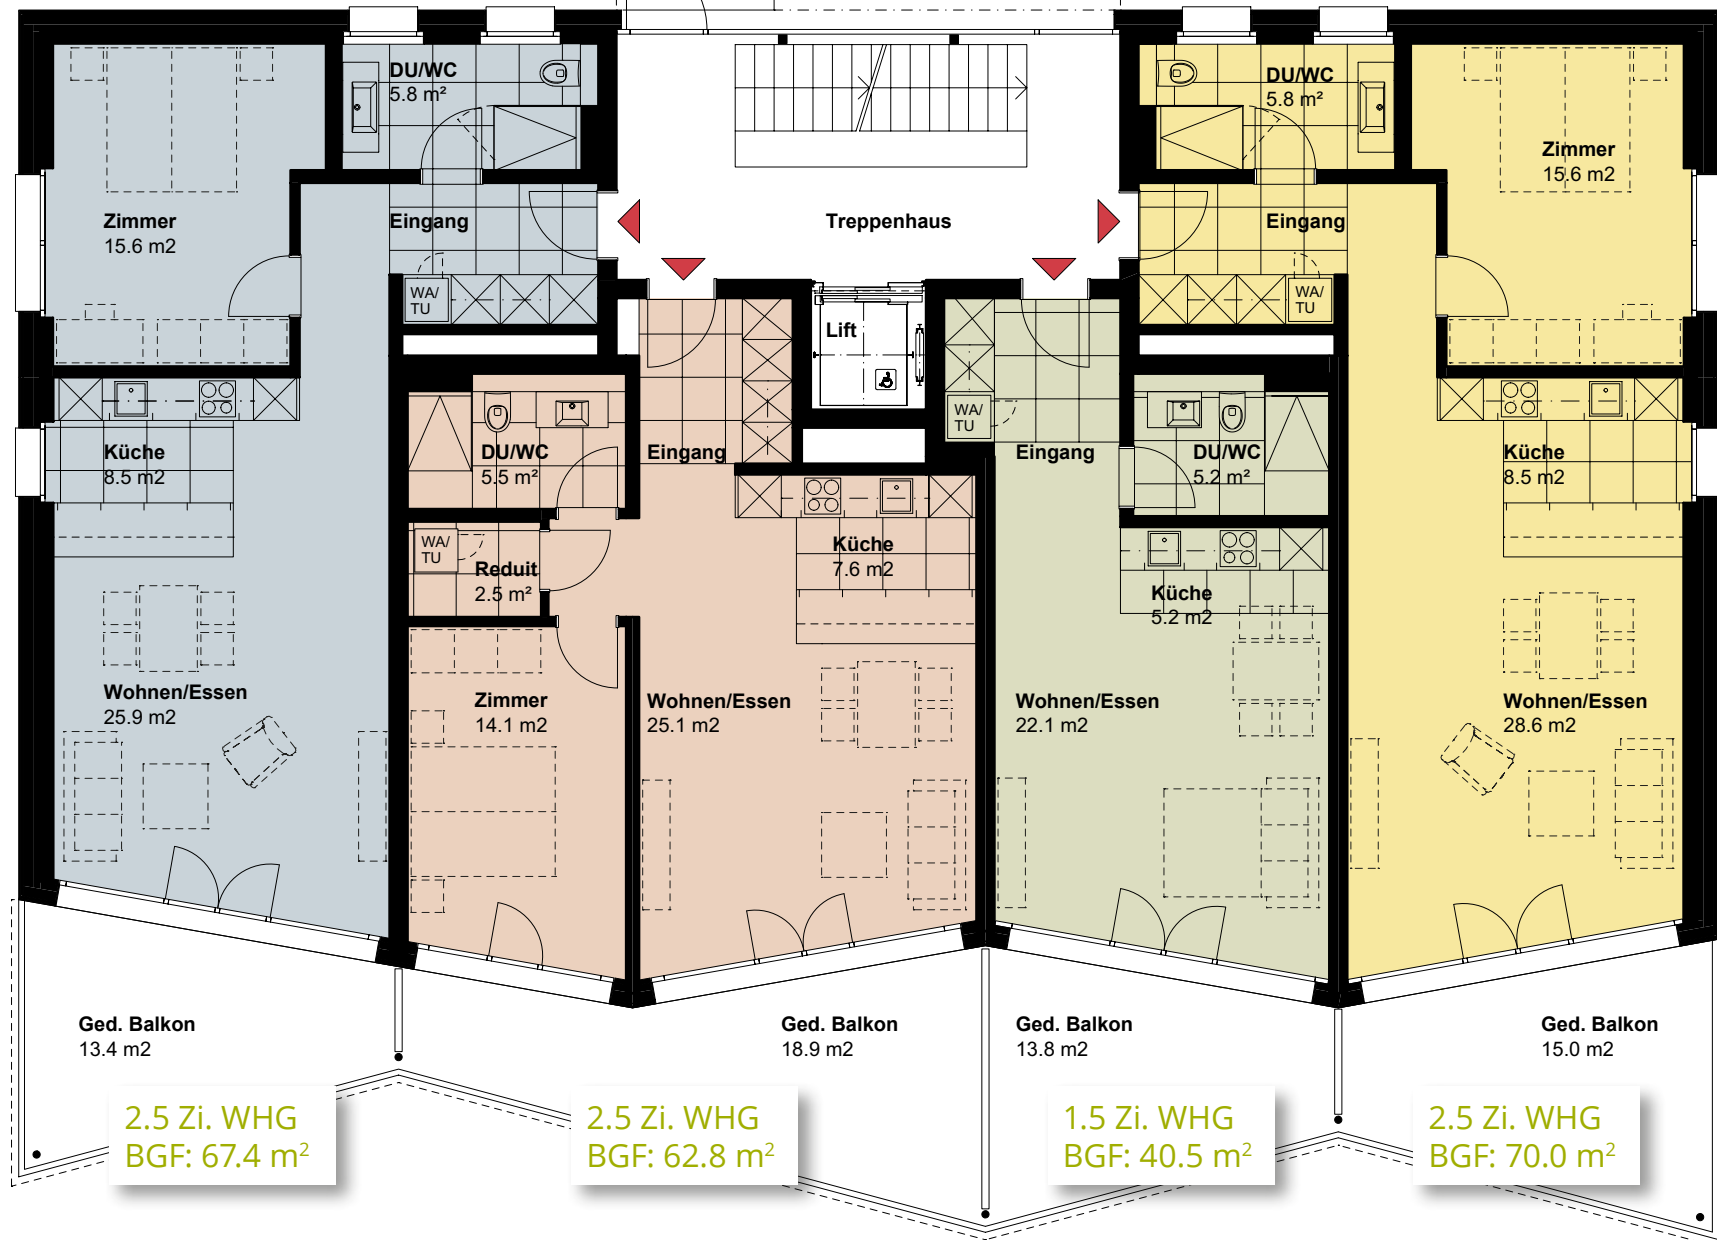 DU/WC
5.8 m²
DU/WC
5.8 m²
Zimmer
15.6 m2
Zimmer
15.6 m2
Eingang
Treppenhaus
Eingang
WA/
TU
WA/
TU
Lift
WA/
TU
Küche
8.5 m2
DU/WC
5.5 m²
Eingang
Eingang
DU/WC
5.2 m²
Küche
8.5 m2
WA/
TU
Reduit
2.5 m²
Küche
7.6 m2
Küche
5.2 m2
Wohnen/Essen
25.9 m2
Zimmer
14.1 m2
Wohnen/Essen
25.1 m2
Wohnen/Essen
22.1 m2
Wohnen/Essen
28.6 m2
Ged. Balkon
13.4 m2
Ged. Balkon
18.9 m2
Ged. Balkon
13.8 m2
Ged. Balkon
15.0 m2
2.5 Zi. WHG
BGF: 67.4 m²
2.5 Zi. WHG
BGF: 62.8 m²
1.5 Zi. WHG
BGF: 40.5 m²
2.5 Zi. WHG
BGF: 70.0 m²